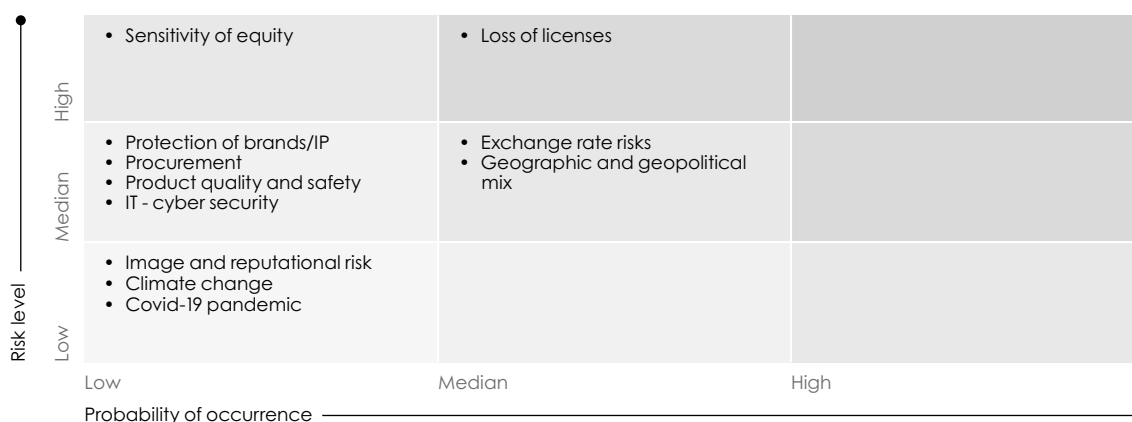 • Sensitivity of equity
• Loss of licenses
High
• Protection of brands/IP
• Procurement
• Product quality and safety
• IT - cyber security
• Exchange rate risks
• Geographic and geopolitical
mix
Median
• Image and reputational risk
• Climate change
• Covid-19 pandemic
Low
Risk level
Low
Median
High
Probability of occurrence